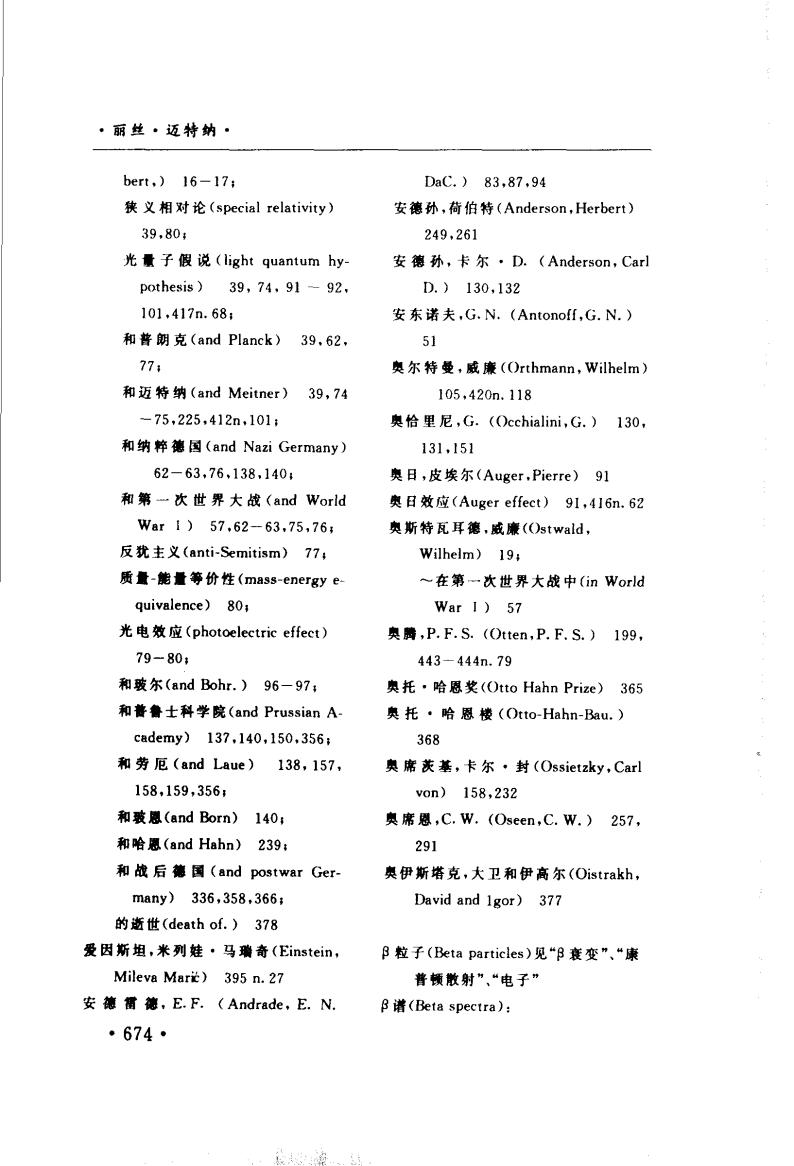 ·丽丝·迈特纳·
bert,) 16-17;
狭义相对论(special relativity)
39,80;
光量子假说(light quantum hy-
pothesis) 39, 74, 91 - 92,
101,417n. 68;
和普朗克(and Planck) 39,62,
77;
和迈特纳(and Meitner) 39,74
-75,225,412n,101;
和纳粹德国(and Nazi Germany)
62-63,76,138,140;
和第一次世界大战(and World
War Ⅰ) 57,62-63,75,76;
反犹主义(anti-Semitism) 77;
质量-能量等价性(mass-energy e-
quivalence) 80;
光电效应(photoelectric effect)
79-80;
和玻尔(and Bohr.) 96-97;
和普鲁士科学院(and Prussian A-
cademy) 137,140,150,356;
和劳厄(and Laue) 138, 157,
158,159,356;
和玻恩(and Born) 140;
和哈恩(and Hahn) 239;
和战后德国(and postwar Ger-
many) 336,358,366;
的逝世(death of.) 378
爱因斯坦,米列娃·马瑞奇(Einstein,
Mileva Marić) 395 n. 27
安德雷德, E. F. (Andrade, E. N.
DaC.) 83,87,94
安德孙,荷伯特(Anderson,Herbert)
249,261
安德孙,卡尔·D. (Anderson, Carl
D.) 130,132
安东诺夫,G. N. (Antonoff,G. N.)
51
奥尔特曼,威廉(Orthmann, Wilhelm)
105,420n. 118
奥恰里尼,G. (Occhialini,G.) 130,
131,151
奥日,皮埃尔(Auger,Pierre) 91
奥日效应(Auger effect) 91,416n. 62
奥斯特瓦耳德,威廉(Ostwald,
Wilhelm) 19;
～在第一次世界大战中(in World
War Ⅰ) 57
奥腾,P. F. S. (Otten,P. F. S.) 199,
443-444n. 79
奥托·哈恩奖(Otto Hahn Prize) 365
奥托·哈恩楼(Otto-Hahn-Bau.)
368
奥席茨基,卡尔·封(Ossietzky,Carl
von) 158,232
奥席恩,C. W. (Oseen,C. W.) 257,
291
奥伊斯塔克,大卫和伊高尔(Oistrakh,
David and Igor) 377
β粒子(Beta particles)见“β衰变”、“康
普顿散射”、“电子”
β谱(Beta spectra):
·674·